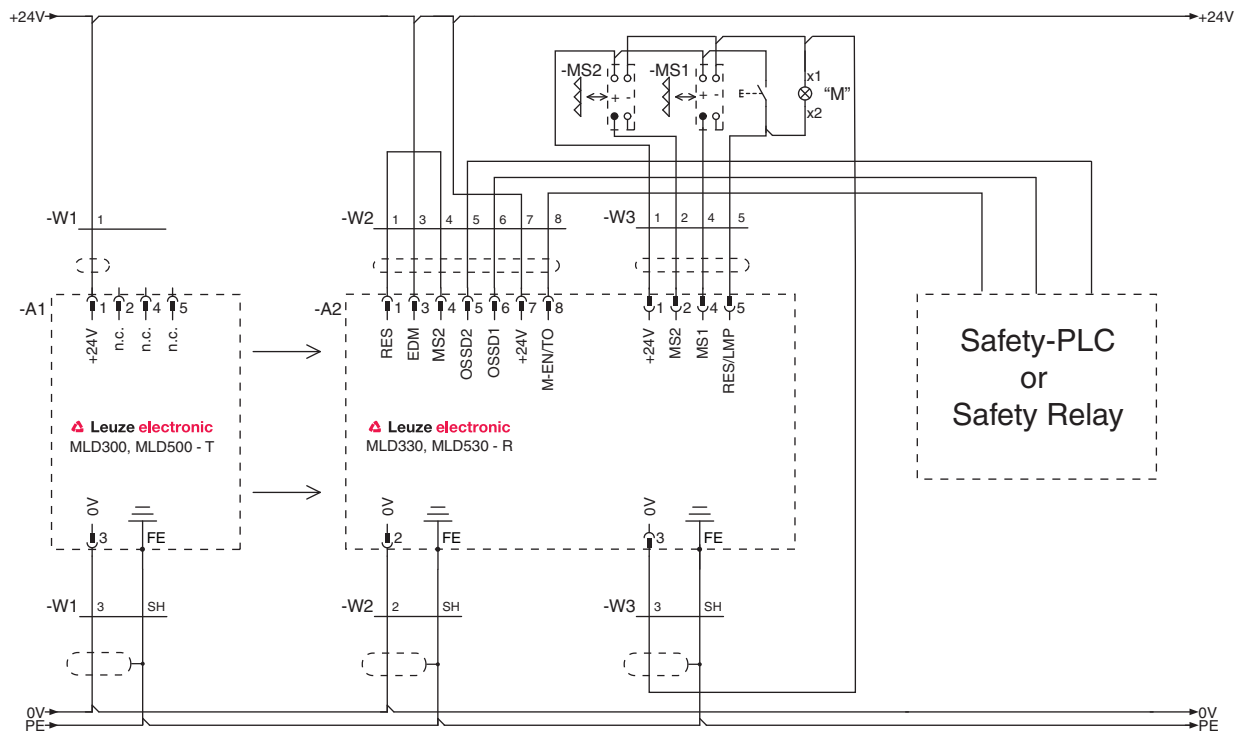 +24V +24V
-MS2 -MS1 x1 "M"
+ - + - E
x2
-W1 1 -W2 1 3 4 5 6 7 8 -W3 1 2 4 5
-A1 1 2 4 5 -A2 1 3 4 5 6 7 8 1 2 4 5
+24V n.c. n.c. n.c. RES EDM MS2 OSSD2 OSSD1 +24V M-EN/TO +24V MS2 MS1 RES/LMP
Safety-PLC
or
Safety Relay
Leuze electronic
MLD300, MLD500 - T
Leuze electronic
MLD330, MLD530 - R
0V 0V 0V
3 FE 2 FE 3 FE
-W1 3 SH -W2 2 SH -W3 3 SH
0V 0V
PE PE